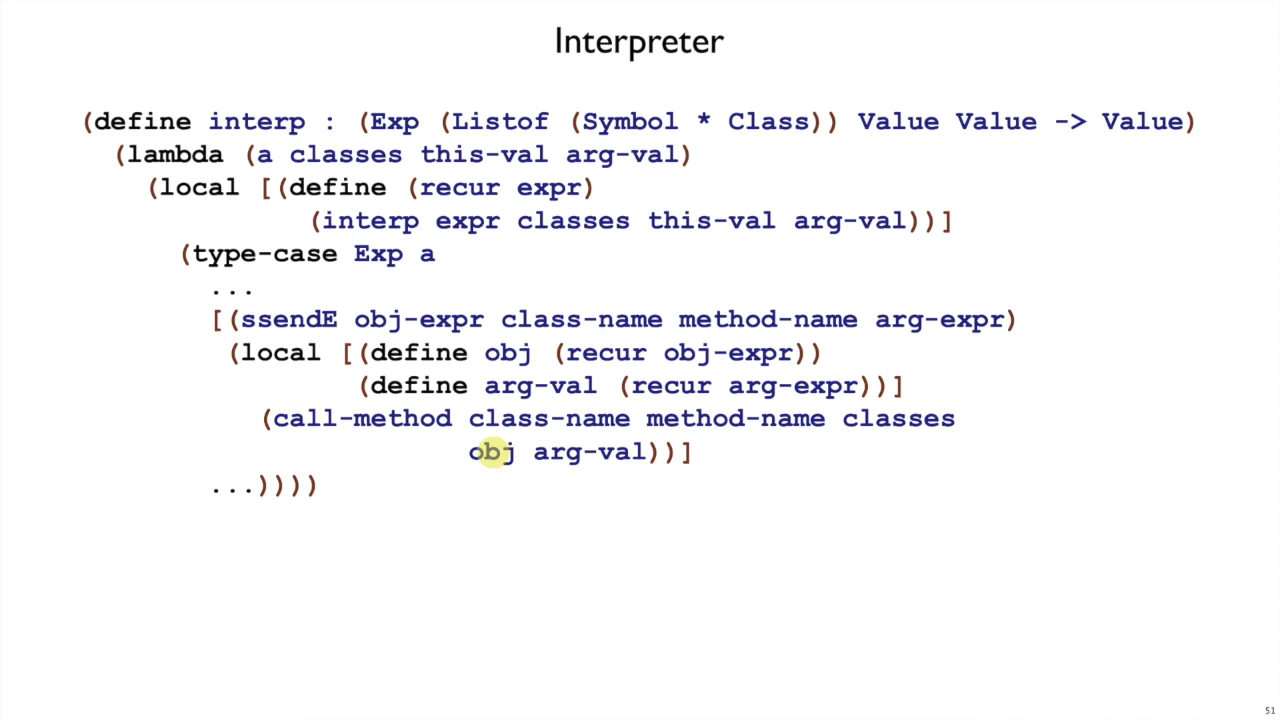 Interpreter
(define interp : (Exp (Listof (Symbol * Class)) Value Value -> Value)
(lambda (a classes this-val arg-val)
(local [(define (recur expr)
(interp expr classes this-val arg-val))]
(type-case Exp a
...
[(ssendE obj-expr class-name method-name arg-expr)
(local [(define obj (recur obj-expr))
(define arg-val (recur arg-expr))]
(call-method class-name method-name classes
obj arg-val))]
...))))
51